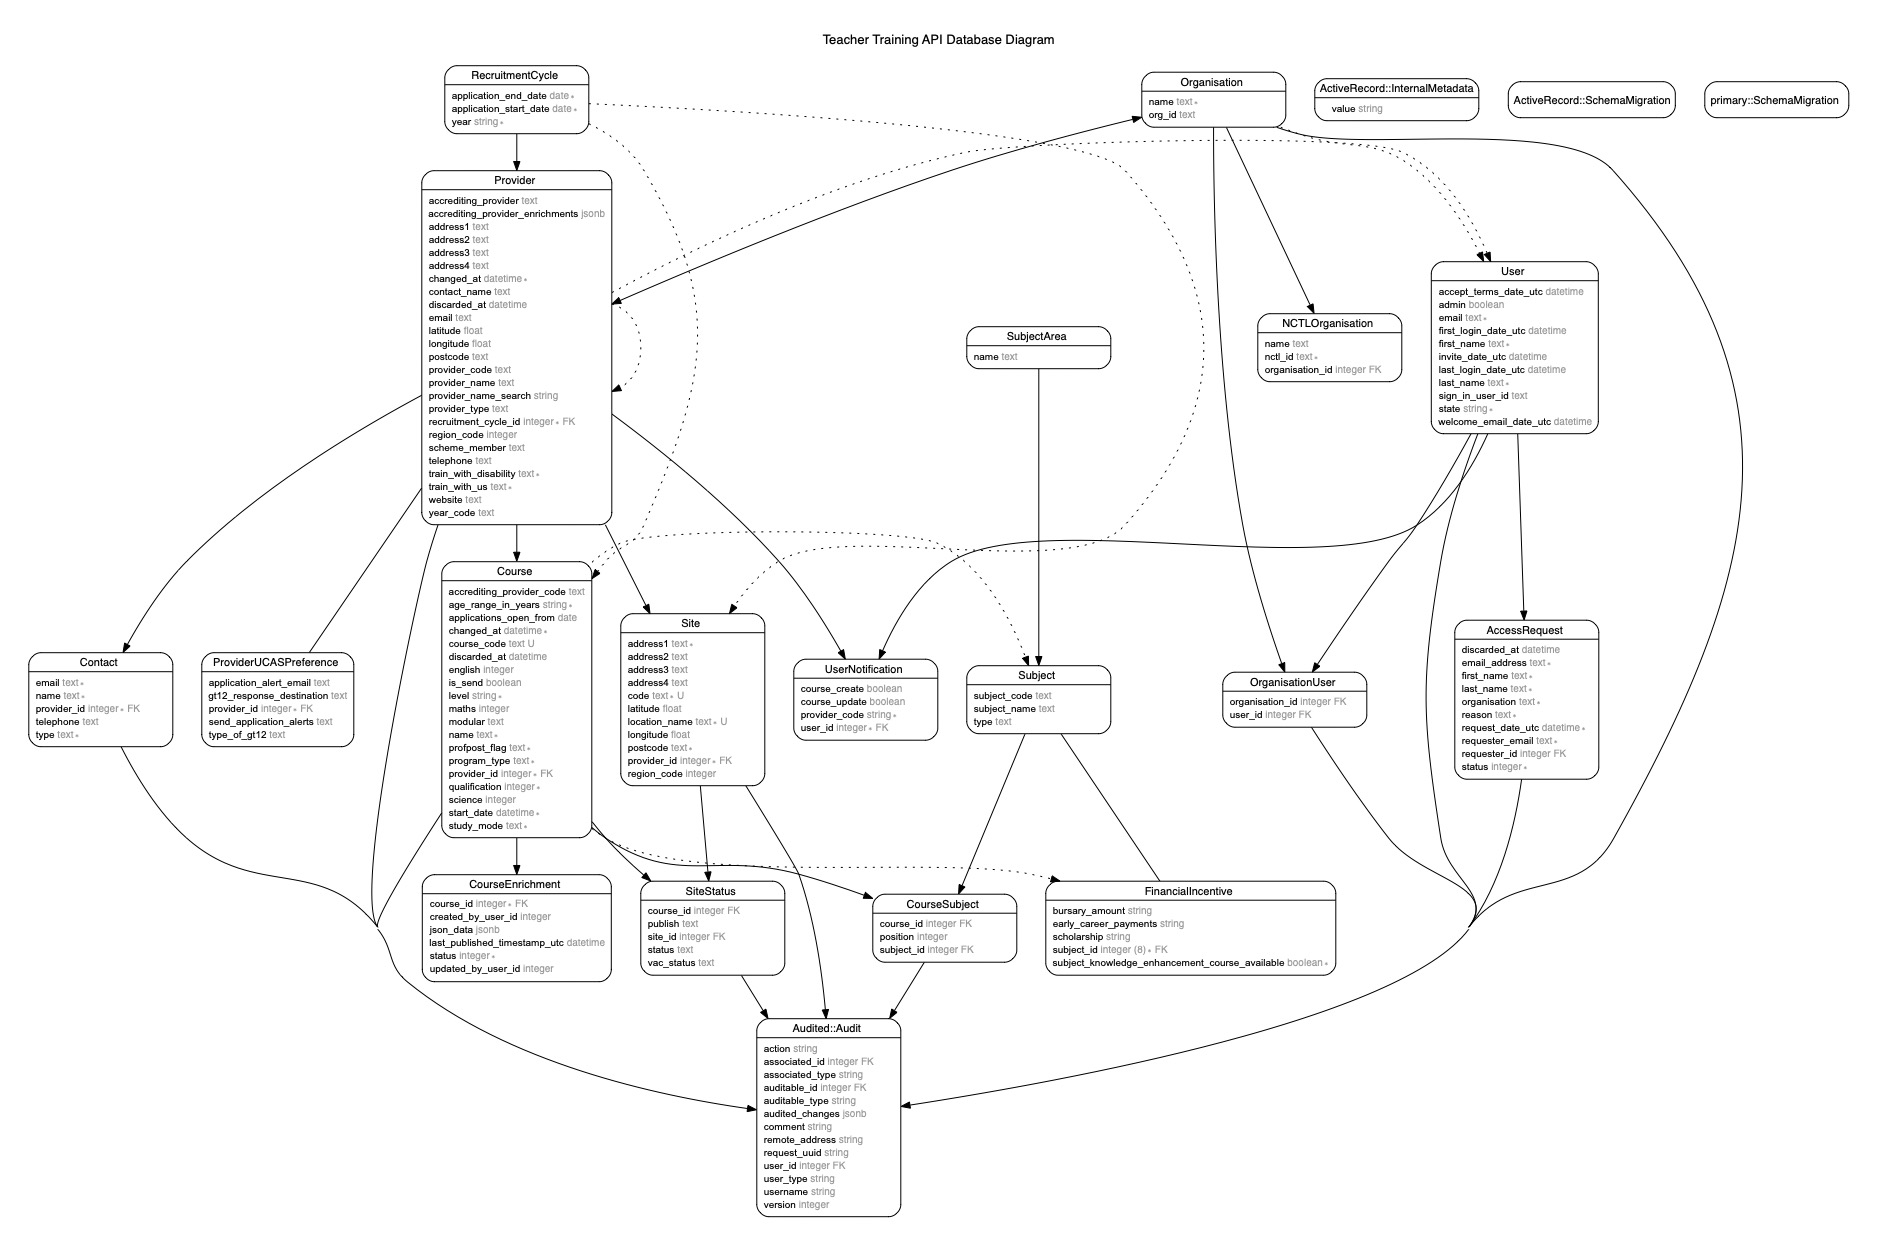 Teacher Training API Database Diagram
RecruitmentCycle
application_end_date date *
application_start_date date *
year string *
Organisation
name text *
org_id text
ActiveRecord::InternalMetadata
value string
ActiveRecord::SchemaMigration
primary::SchemaMigration
Provider
accrediting_provider text
accrediting_provider_enrichments jsonb
address1 text
address2 text
address3 text
address4 text
changed_at datetime *
contact_name text
discarded_at datetime
email text
latitude float
longitude float
postcode text
provider_code text
provider_name text
provider_name_search string
provider_type text
recruitment_cycle_id integer * FK
region_code integer
scheme_member text
telephone text
train_with_disability text *
train_with_us text *
website text
year_code text
User
accept_terms_date_utc datetime
admin boolean
email text *
first_login_date_utc datetime
first_name text *
invite_date_utc datetime
last_login_date_utc datetime
last_name text *
sign_in_user_id text
state string *
welcome_email_date_utc datetime
NCTLOrganisation
name text
nctl_id text *
organisation_id integer FK
SubjectArea
name text
Course
accrediting_provider_code text
age_range_in_years string *
applications_open_from date
changed_at datetime *
course_code text U
discarded_at datetime
english integer
is_send boolean
level string *
maths integer
modular text
name text *
profpost_flag text *
program_type text *
provider_id integer * FK
qualification integer *
science integer
start_date datetime *
study_mode text *
Site
address1 text *
address2 text
address3 text
address4 text
code text * U
latitude float
location_name text * U
longitude float
postcode text *
provider_id integer * FK
region_code integer
AccessRequest
discarded_at datetime
email_address text *
first_name text *
last_name text *
organisation text *
reason text *
request_date_utc datetime *
requester_email text *
requester_id integer FK
status integer *
Contact
email text *
name text *
provider_id integer * FK
telephone text
type text *
ProviderUCASPreference
application_alert_email text
gt12_response_destination text
provider_id integer * FK
send_application_alerts text
type_of_gt12 text
UserNotification
course_create boolean
course_update boolean
provider_code string *
user_id integer * FK
Subject
subject_code text
subject_name text
type text
OrganisationUser
organisation_id integer FK
user_id integer FK
CourseEnrichment
course_id integer * FK
created_by_user_id integer
json_data jsonb
last_published_timestamp_utc datetime
status integer *
updated_by_user_id integer
SiteStatus
course_id integer FK
publish text
site_id integer FK
status text
vac_status text
CourseSubject
course_id integer FK
position integer
subject_id integer FK
FinancialIncentive
bursary_amount string
early_career_payments string
scholarship string
subject_id integer (8) * FK
subject_knowledge_enhancement_course_available boolean *
Audited::Audit
action string
associated_id integer FK
associated_type string
auditable_id integer FK
auditable_type string
audited_changes jsonb
comment string
remote_address string
request_uuid string
user_id integer FK
user_type string
username string
version integer